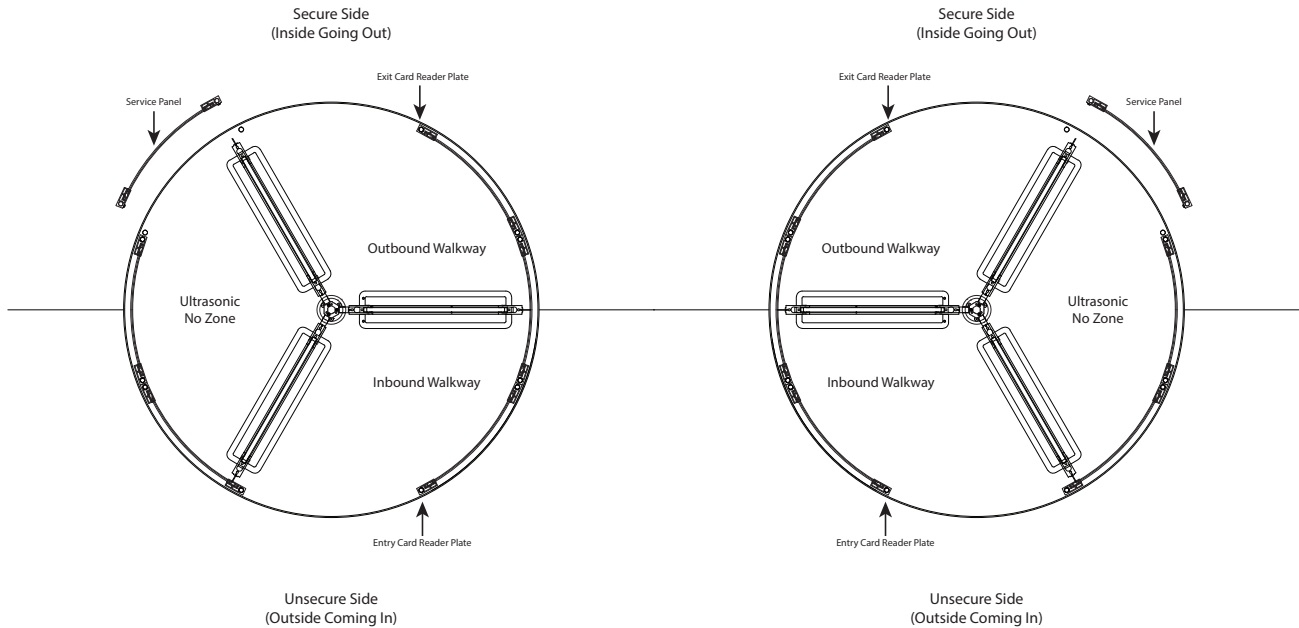 Secure Side
(Inside Going Out)
Exit Card Reader Plate
Service Panel
Outbound Walkway
Ultrasonic
No Zone
Inbound Walkway
Entry Card Reader Plate
Unsecure Side
(Outside Coming In)
Secure Side
(Inside Going Out)
Exit Card Reader Plate
Service Panel
Outbound Walkway
Ultrasonic
No Zone
Inbound Walkway
Entry Card Reader Plate
Unsecure Side
(Outside Coming In)